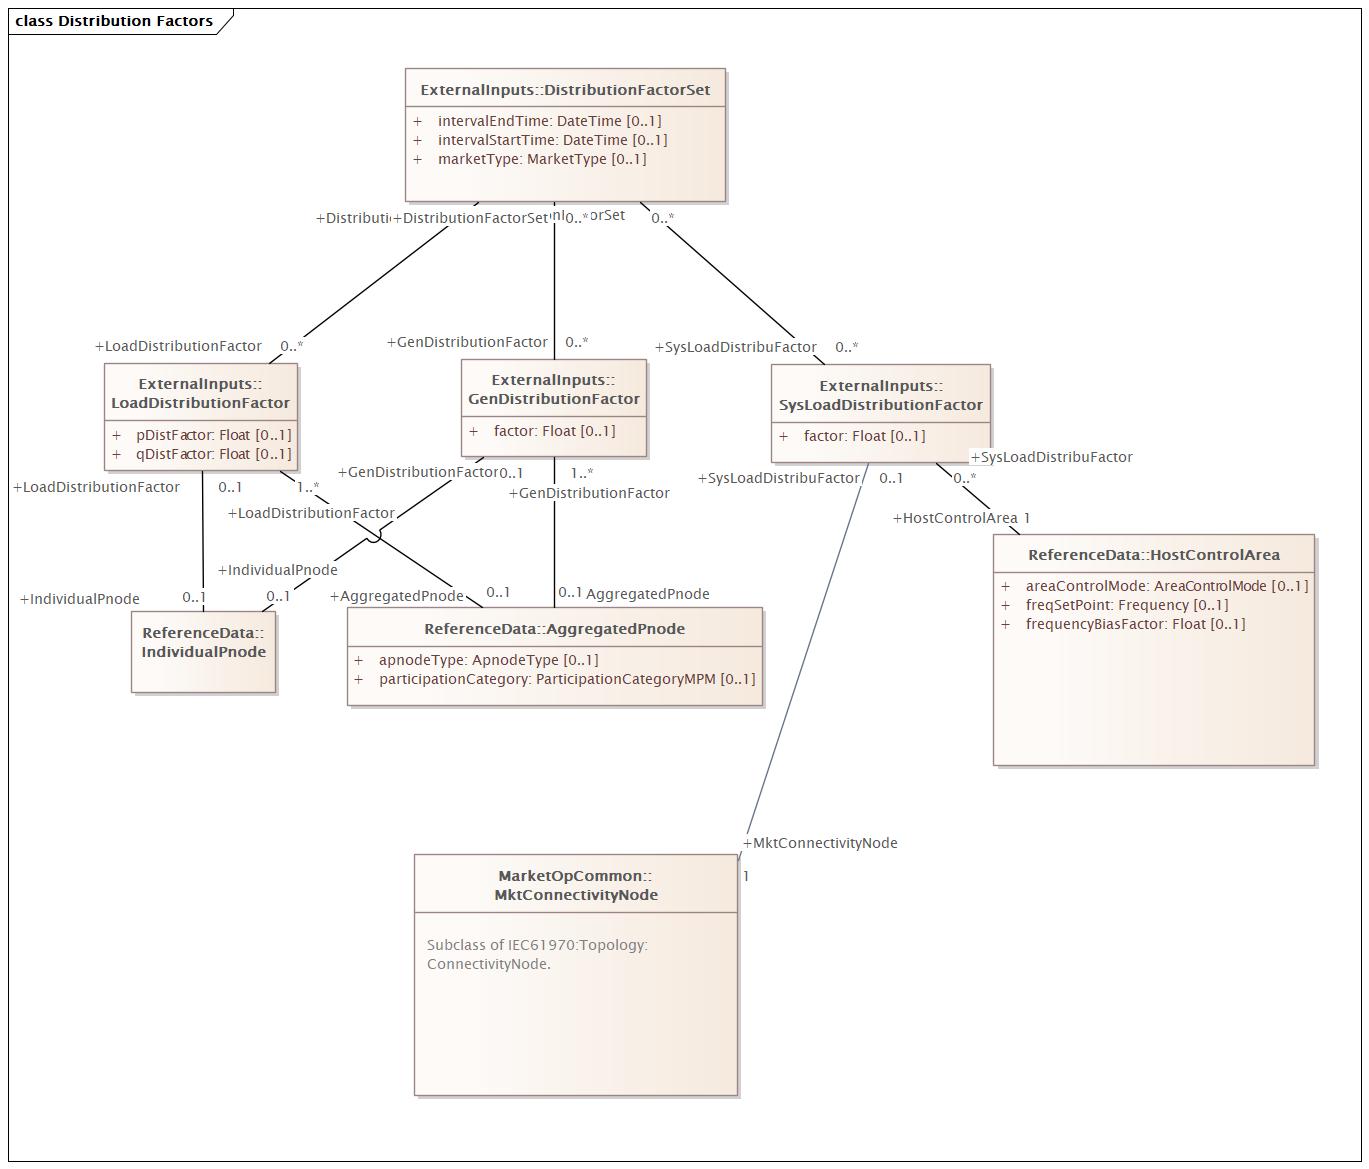 class Distribution Factors
ExternalInputs::DistributionFactorSet
+ intervalEndTime: DateTime [0..1]
+ intervalStartTime: DateTime [0..1]
+ marketType: MarketType [0..1]
+DistributionFactorSet
0..*
orSet
0..*
+LoadDistributionFactor 0..*
+GenDistributionFactor 0..*
+SysLoadDistribuFactor 0..*
ExternalInputs::
LoadDistributionFactor
+ pDistFactor: Float [0..1]
+ qDistFactor: Float [0..1]
ExternalInputs::
GenDistributionFactor
+ factor: Float [0..1]
ExternalInputs::
SysLoadDistributionFactor
+ factor: Float [0..1]
+SysLoadDistribuFactor
+GenDistributionFactor 0..1
1..*
+GenDistributionFactor
+SysLoadDistribuFactor 0..1
0..*
+LoadDistributionFactor 0..1
1..*
+LoadDistributionFactor
+HostControlArea 1
ReferenceData::HostControlArea
+ areaControlMode: AreaControlMode [0..1]
+ freqSetPoint: Frequency [0..1]
+ frequencyBiasFactor: Float [0..1]
+IndividualPnode
0..1
+IndividualPnode 0..1
+AggregatedPnode 0..1
0..1 AggregatedPnode
ReferenceData::
IndividualPnode
ReferenceData::AggregatedPnode
+ apnodeType: ApnodeType [0..1]
+ participationCategory: ParticipationCategoryMPM [0..1]
+MktConnectivityNode
1
MarketOpCommon::
MktConnectivityNode
Subclass of IEC61970:Topology:
ConnectivityNode.